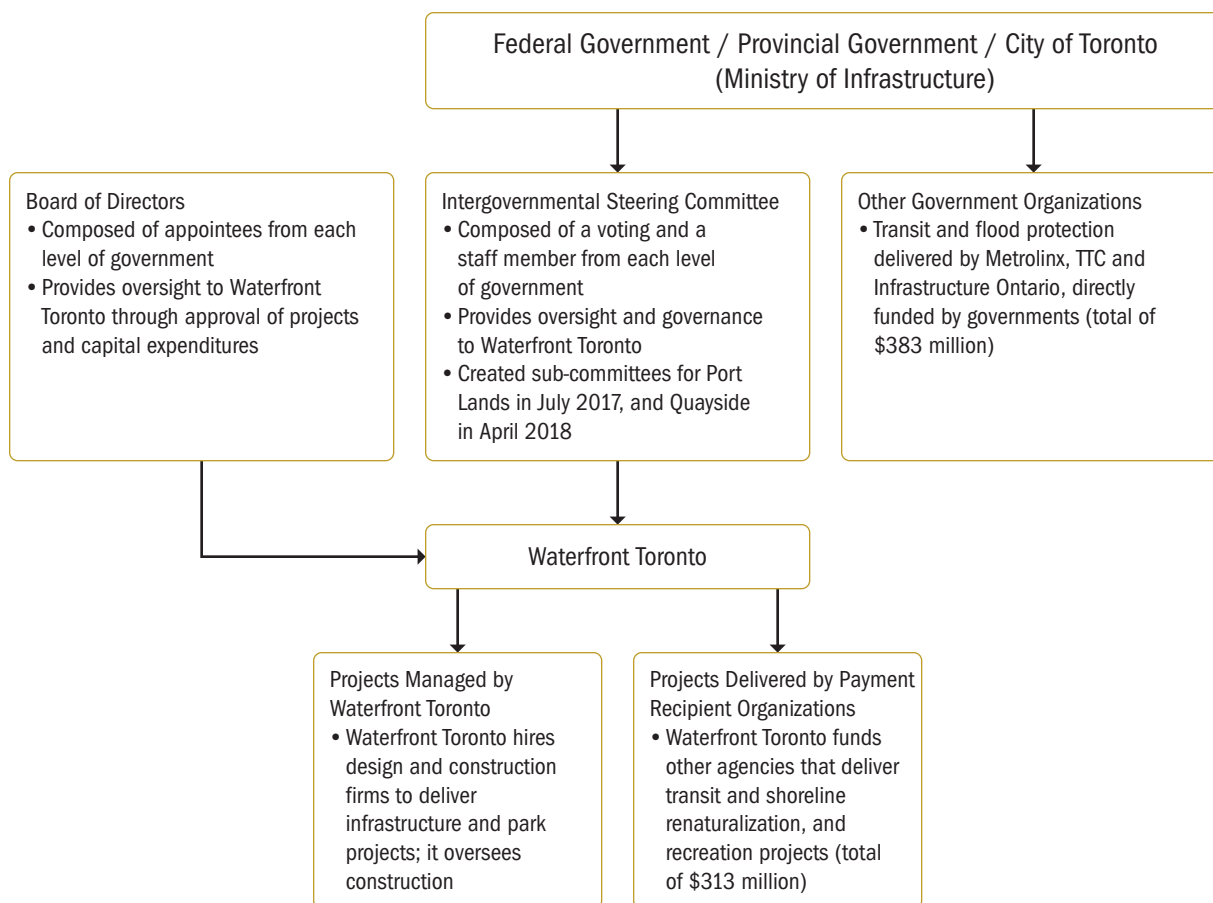 Federal Government / Provincial Government / City of Toronto
(Ministry of Infrastructure)
Board of Directors
• Composed of appointees from each
level of government
• Provides oversight to Waterfront
Toronto through approval of projects
and capital expenditures
Intergovernmental Steering Committee
• Composed of a voting and a
staff member from each level
of government
• Provides oversight and governance
to Waterfront Toronto
• Created sub-committees for Port
Lands in July 2017, and Quayside
in April 2018
Other Government Organizations
• Transit and flood protection
delivered by Metrolinx, TTC and
Infrastructure Ontario, directly
funded by governments (total of
$383 million)
Waterfront Toronto
Projects Managed by
Waterfront Toronto
• Waterfront Toronto hires
design and construction
firms to deliver
infrastructure and park
projects; it oversees
construction
Projects Delivered by Payment
Recipient Organizations
• Waterfront Toronto funds
other agencies that deliver
transit and shoreline
renaturalization, and
recreation projects (total
of $313 million)